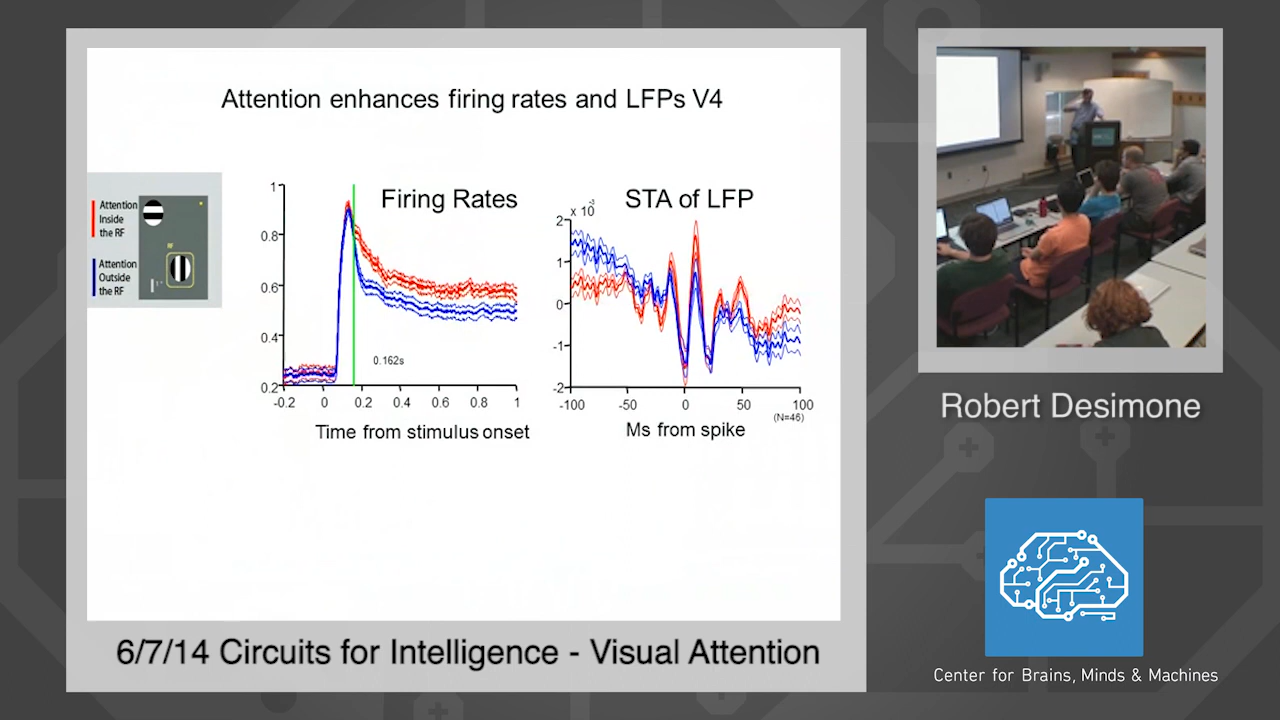 Attention enhances firing rates and LFPs V4
Attention
Inside
the RF
Attention
Outside
the RF
RF
1°
Firing Rates
1
0.8
0.6
0.4
0.2
0.162s
-0.2 0 0.2 0.4 0.6 0.8 1
Time from stimulus onset
STA of LFP
x 10-3
2
1
0
-1
-2
-100 -50 0 50 100
(N=46)
Ms from spike
6/7/14 Circuits for Intelligence - Visual Attention
Robert Desimone
Center for Brains, Minds & Machines